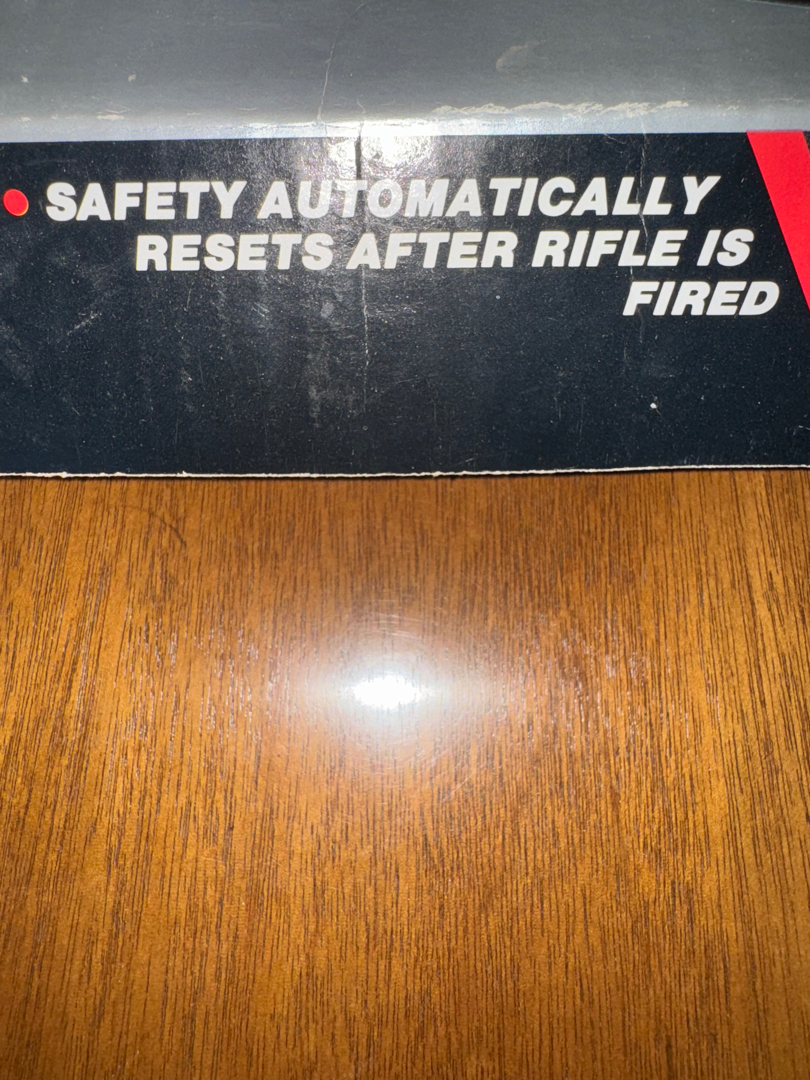 • SAFETY AUTOMATICALLY
RESETS AFTER RIFLE IS
FIRED